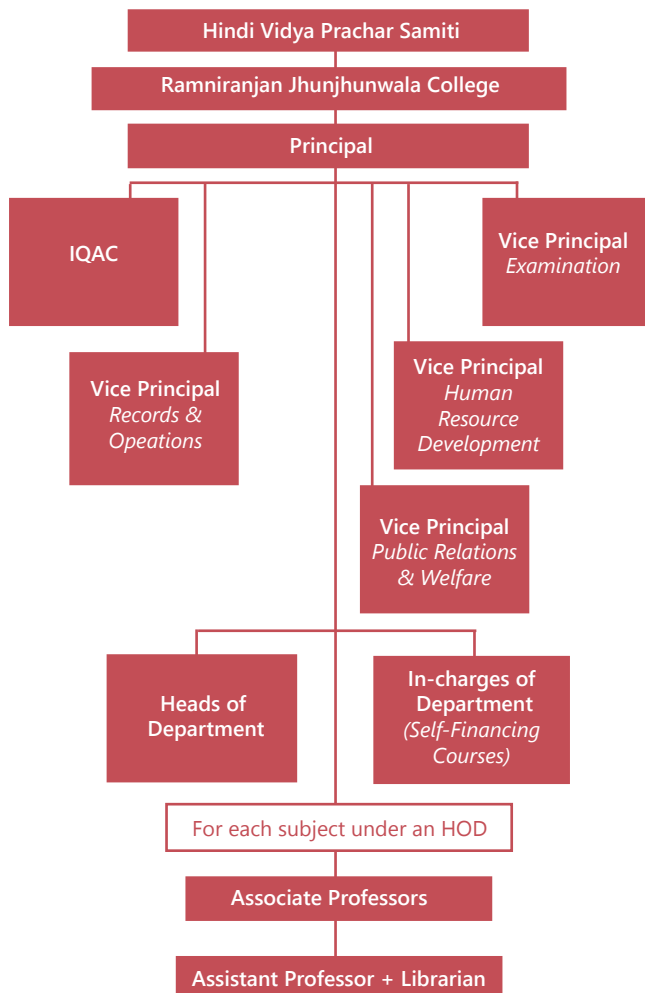 Hindi Vidya Prachar Samiti
Ramniranjan Jhunjhunwala College
Principal
IQAC
Vice Principal
Examination
Vice Principal
Records &
Opeations
Vice Principal
Human
Resource
Development
Vice Principal
Public Relations
& Welfare
Heads of
Department
In-charges of
Department
(Self-Financing
Courses)
For each subject under an HOD
Associate Professors
Assistant Professor + Librarian